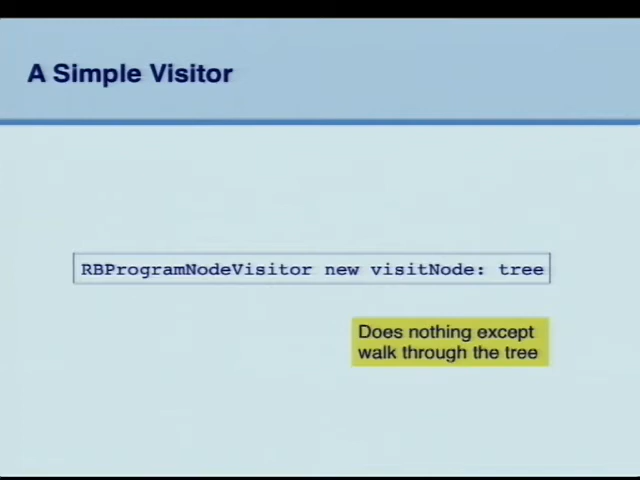 A Simple Visitor
RBProgramNodeVisitor new visitNode: tree
Does nothing except
walk through the tree